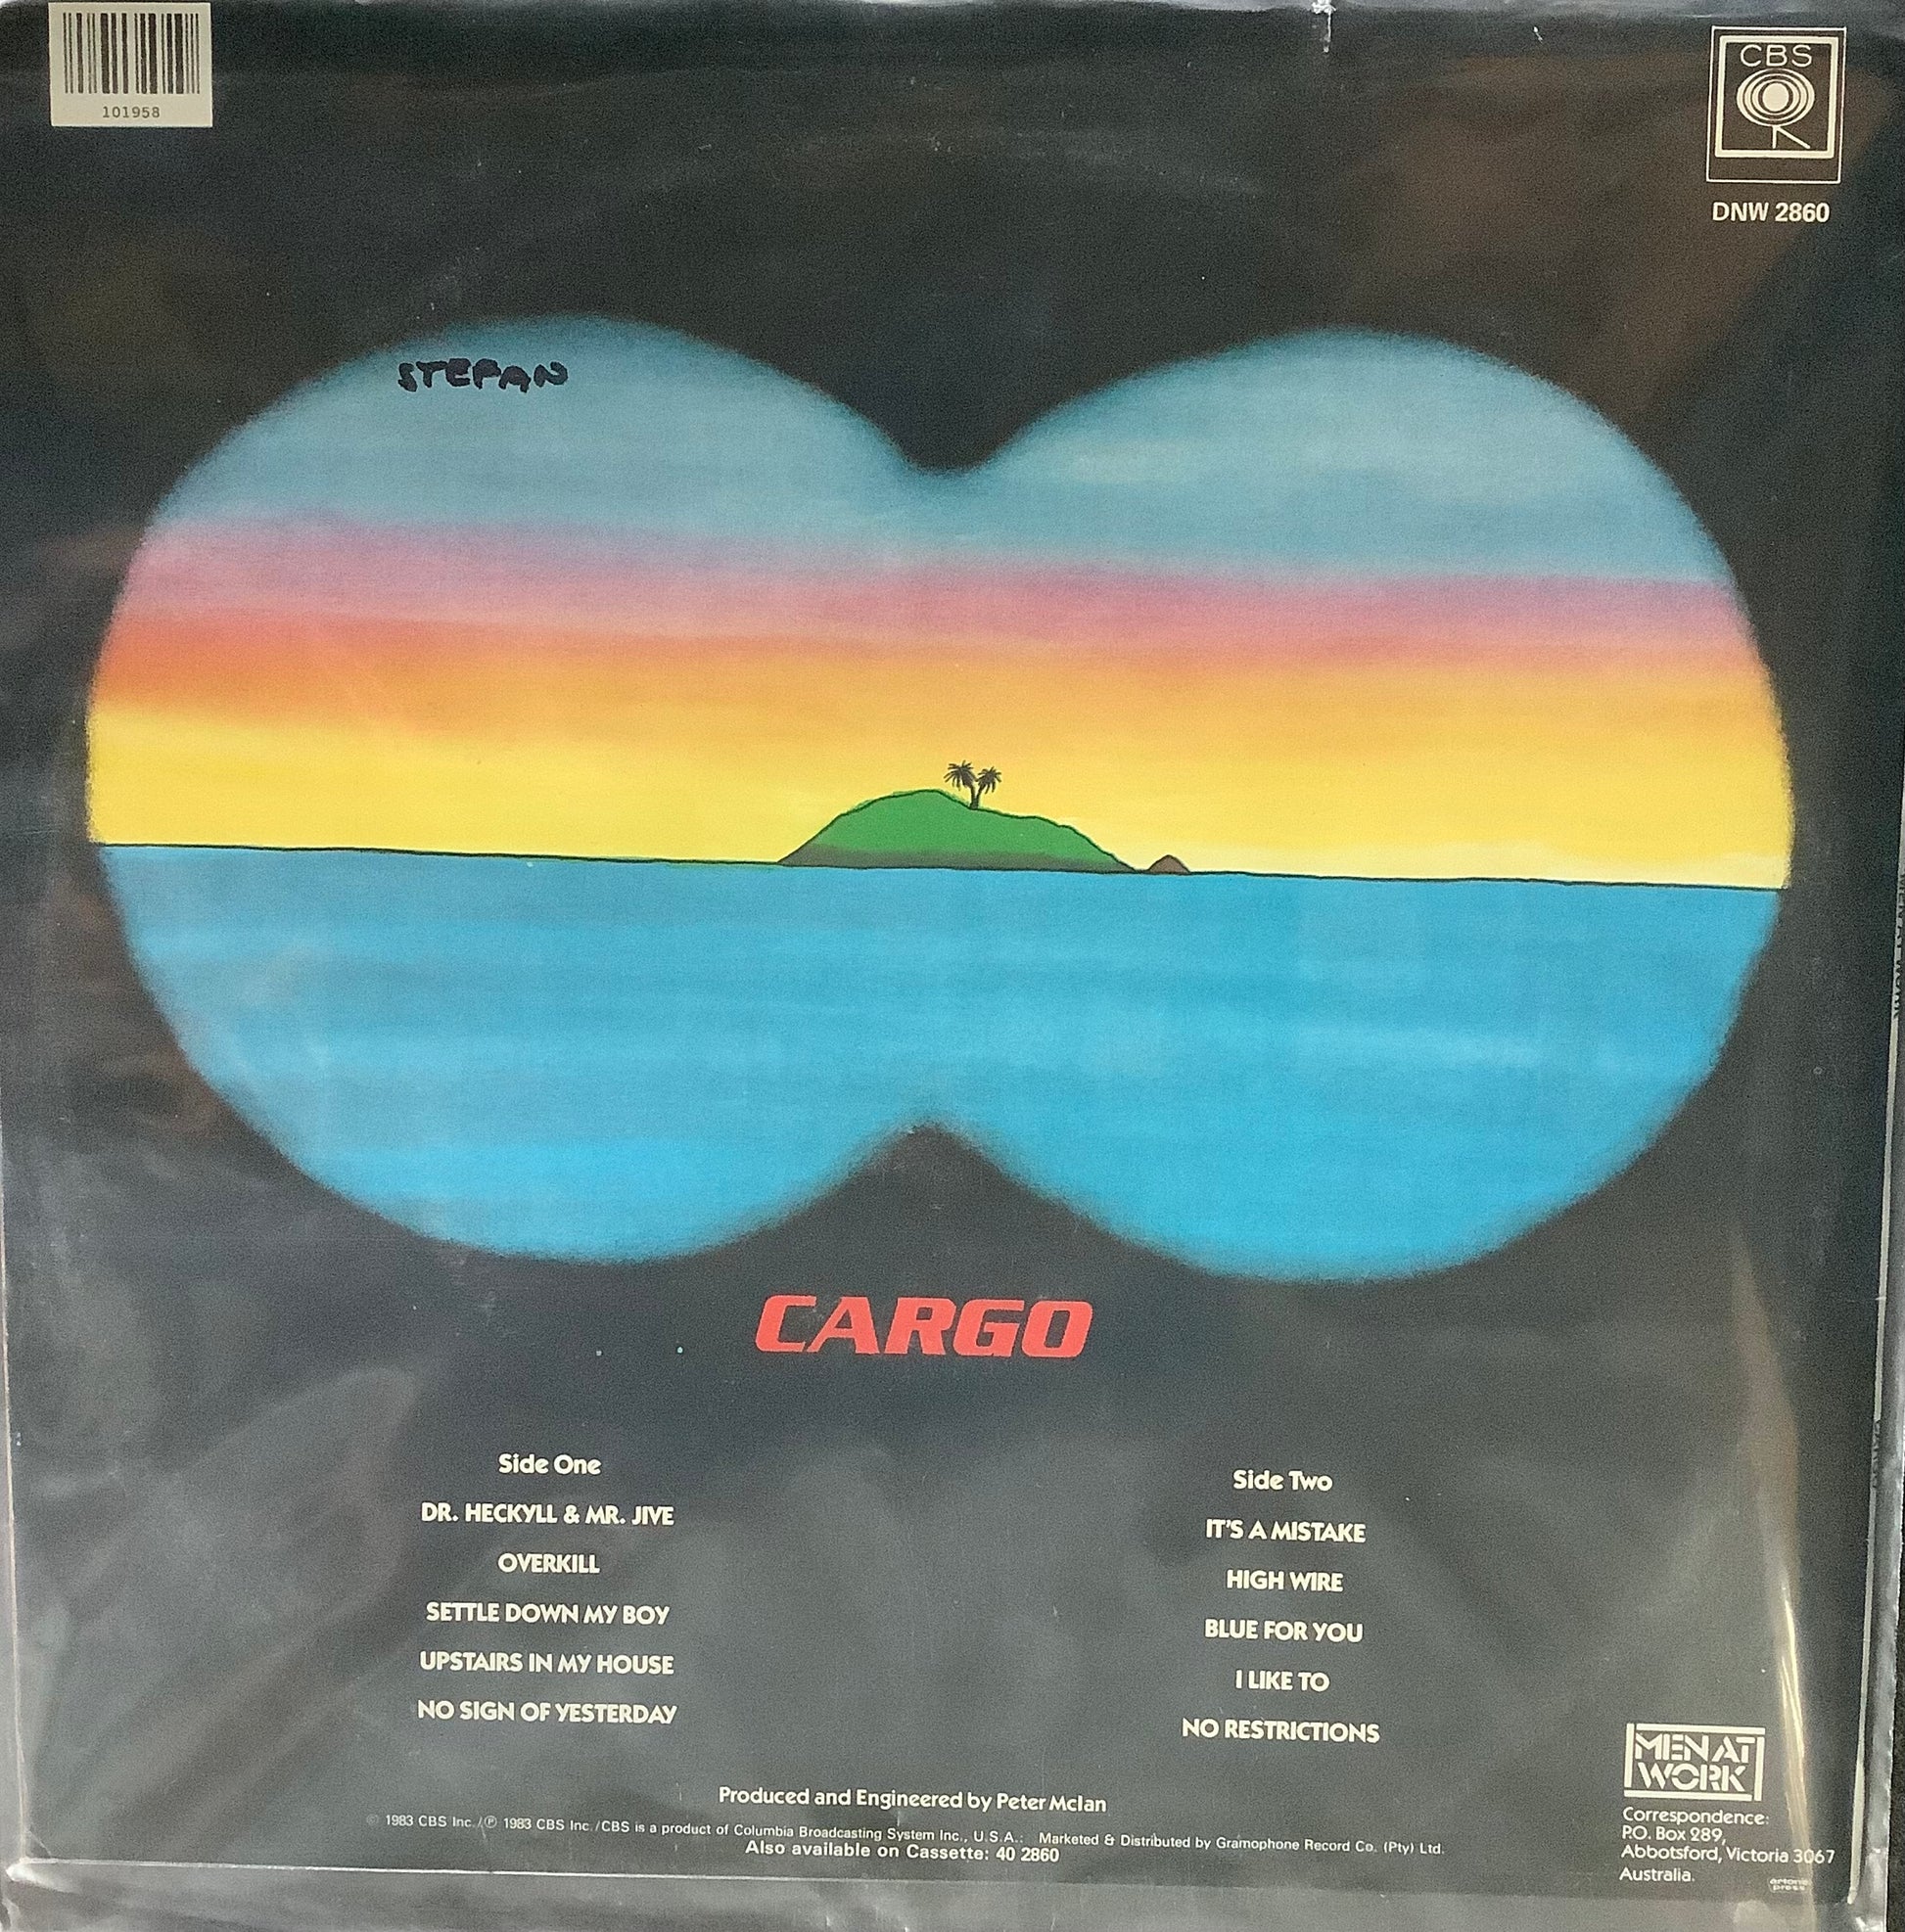 101958
CBS
DNW 2860
STEFAN
CARGO
Side One
DR. HECKYLL & MR. JIVE
OVERKILL
SETTLE DOWN MY BOY
UPSTAIRS IN MY HOUSE
NO SIGN OF YESTERDAY
Side Two
IT'S A MISTAKE
HIGH WIRE
BLUE FOR YOU
I LIKE TO
NO RESTRICTIONS
Produced and Engineered by Peter McIan
© 1983 CBS Inc./℗ 1983 CBS Inc./CBS is a product of Columbia Broadcasting System Inc., U.S.A.: Marketed & Distributed by Gramophone Record Co. (Pty) Ltd.
Also available on Cassette: 40 2860
MEN AT
WORK
Correspondence:
P.O. Box 289,
Abbotsford, Victoria 3067
Australia.
artone
press